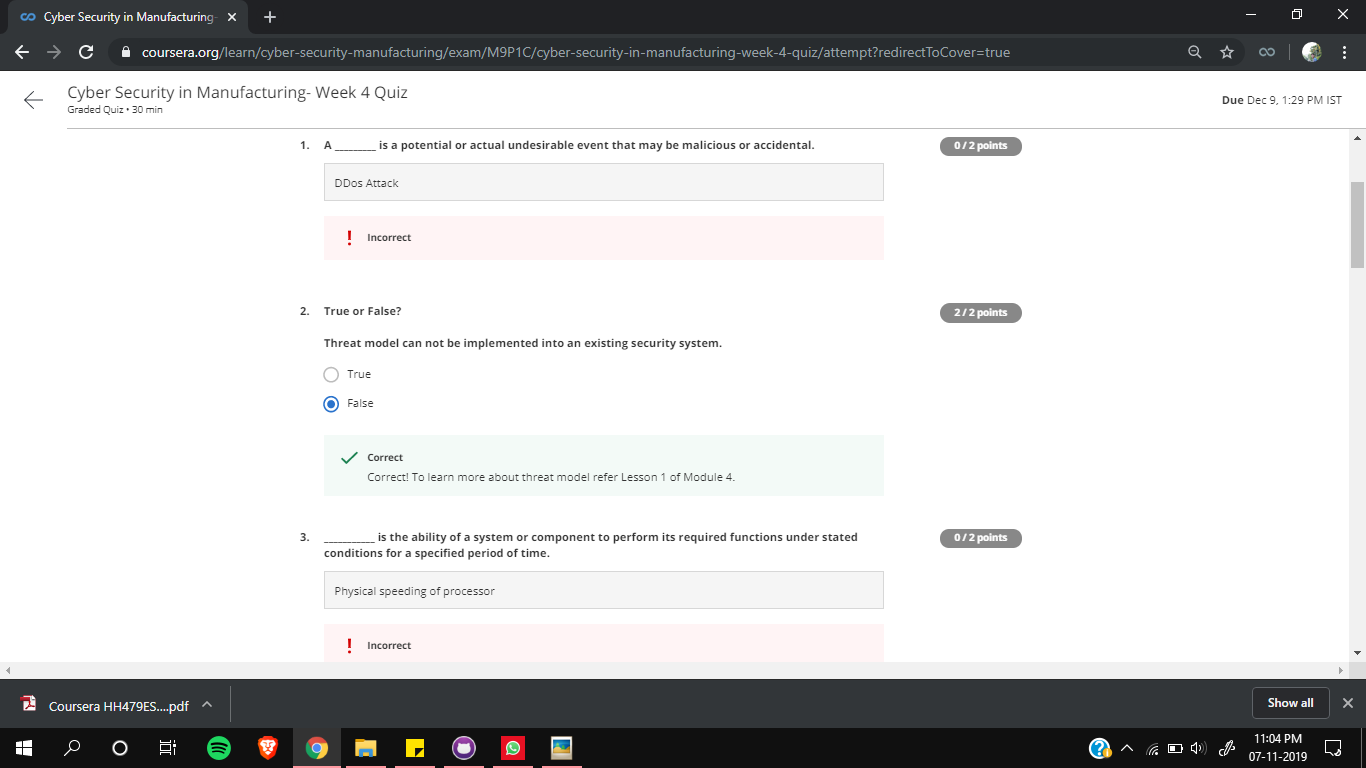 Cyber Security in Manufacturing-
coursera.org/learn/cyber-security-manufacturing/exam/M9P1C/cyber-security-in-manufacturing-week-4-quiz/attempt?redirectToCover=true
Cyber Security in Manufacturing- Week 4 Quiz
Graded Quiz • 30 min
Due Dec 9, 1:29 PM IST
1. A ________ is a potential or actual undesirable event that may be malicious or accidental.
0 / 2 points
DDos Attack
! Incorrect
2. True or False?
2 / 2 points
Threat model can not be implemented into an existing security system.
True
False
Correct
Correct! To learn more about threat model refer Lesson 1 of Module 4.
3. __________ is the ability of a system or component to perform its required functions under stated
conditions for a specified period of time.
0 / 2 points
Physical speeding of processor
! Incorrect
Coursera HH479ES....pdf
Show all
11:04 PM
07-11-2019